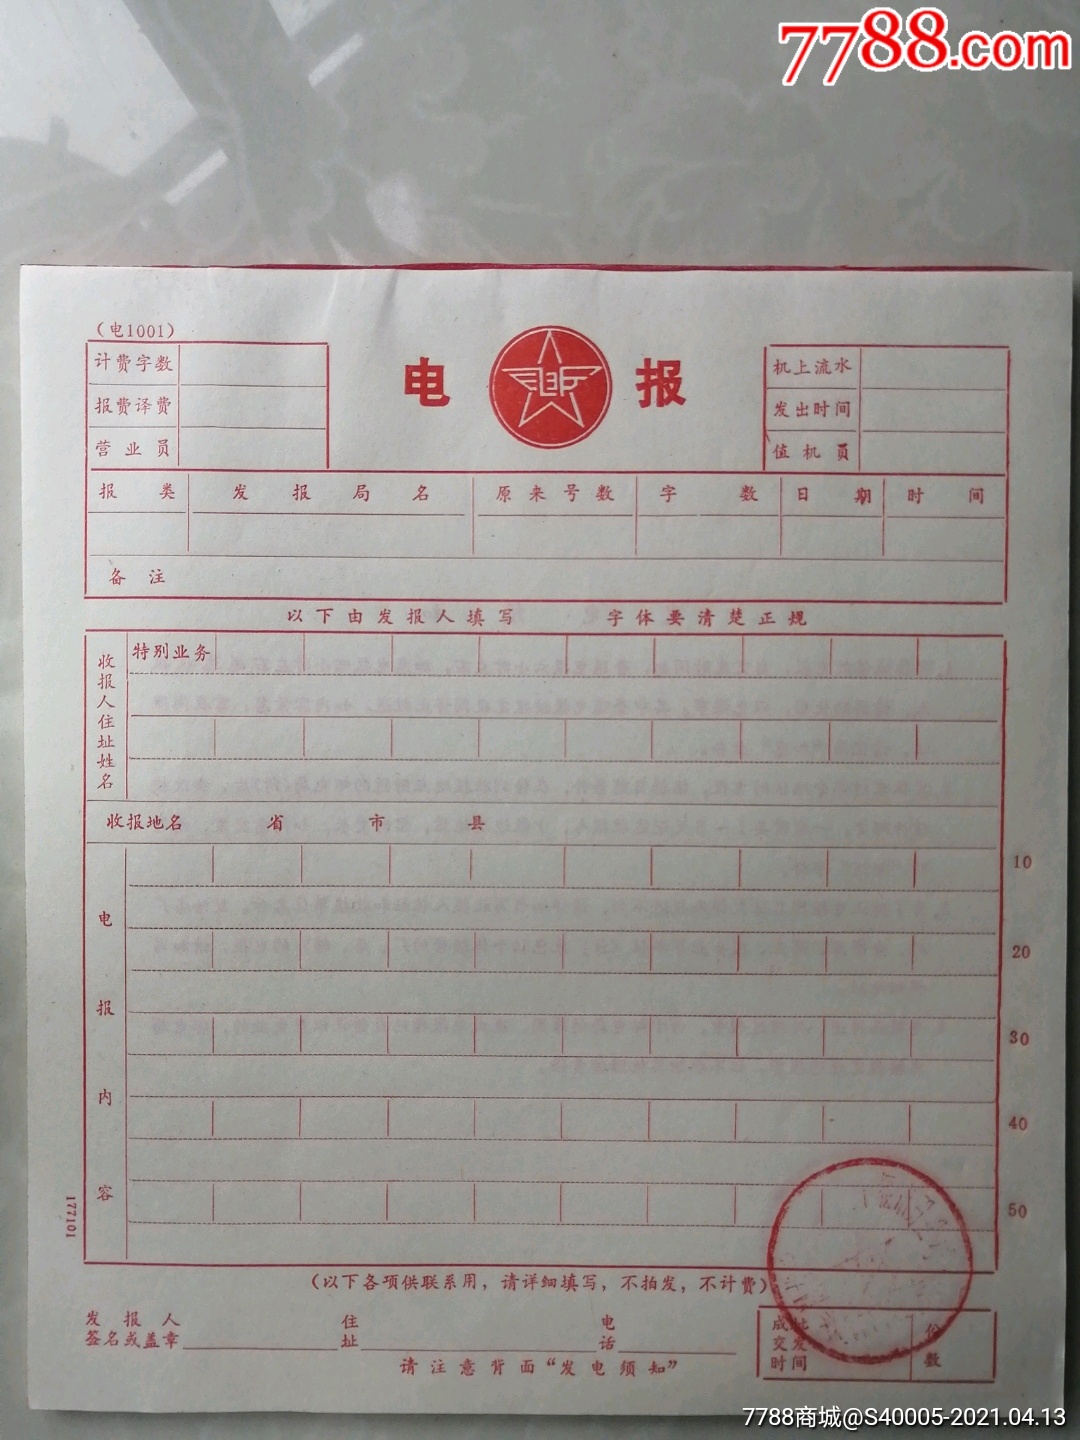 7788.com
（电1001）
计费字数
报费译费
营业员
电 报
机上流水
发出时间
值机员
报类 发报局名 原来号数 字数 日期 时间
备注
以下由发报人填写 字体要清楚正规
收报人住址姓名
特别业务
收报地名 省 市 县
电报内容
10
20
30
40
50
177101
（以下各项供联系用，请详细填写，不拍发，不计费）
发报人
签名或盖章
住址
电话
交发
时间
份数
请注意背面“发电须知”
7788商城@S40005-2021.04.13